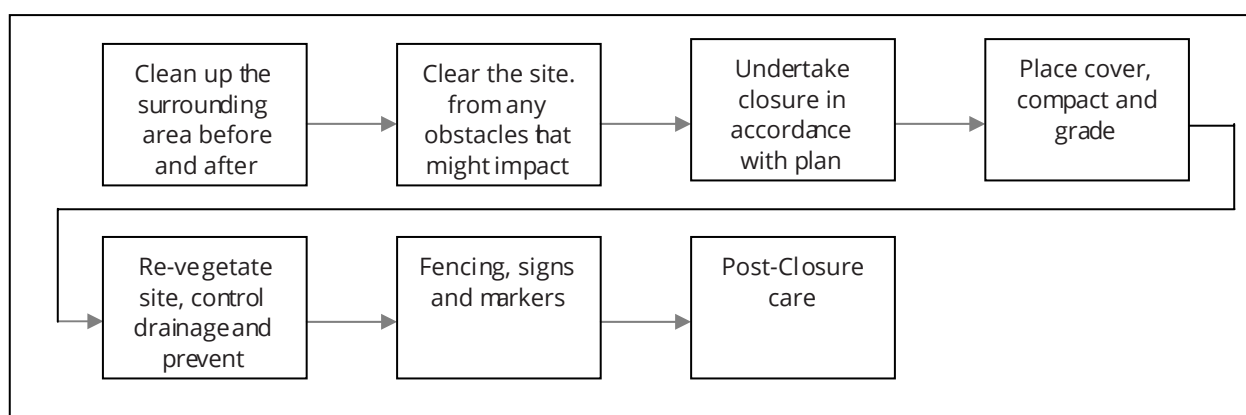 Clean up the
surrounding
area before
and after
Clear the site.
from any
obstacles that
might impact
Undertake
closure in
accordance
with plan
Place cover,
compact and
grade
Re-vegetate
site, control
drainage and
prevent
Fencing, signs
and markers
Post-Closure
care